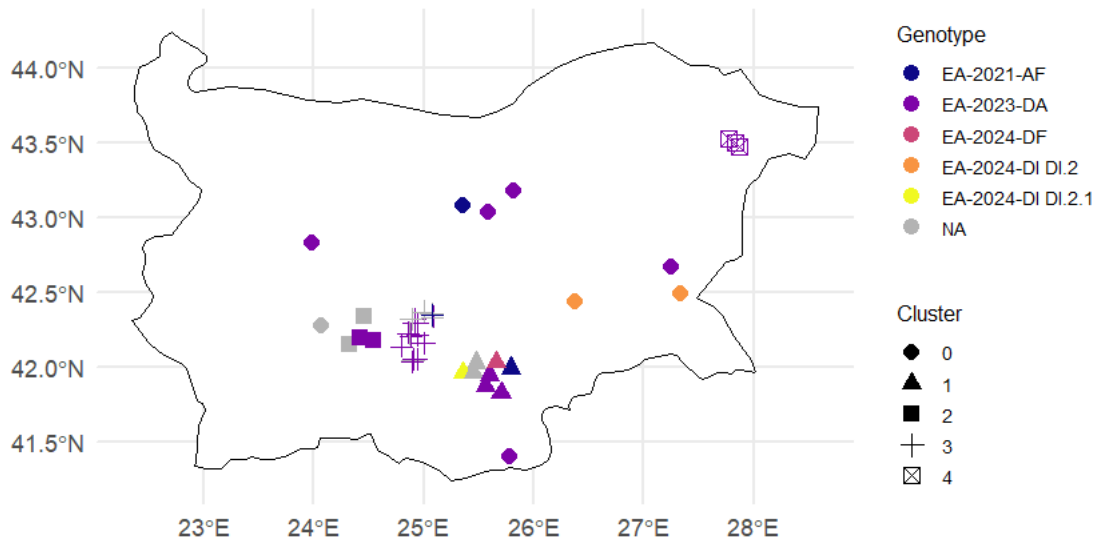 44.0°N
43.5°N
43.0°N
42.5°N
42.0°N
41.5°N
23°E 24°E 25°E 26°E 27°E 28°E
Genotype
EA-2021-AF
EA-2023-DA
EA-2024-DF
EA-2024-DI DI.2
EA-2024-DI DI.2.1
NA
Cluster
0
1
2
3
4